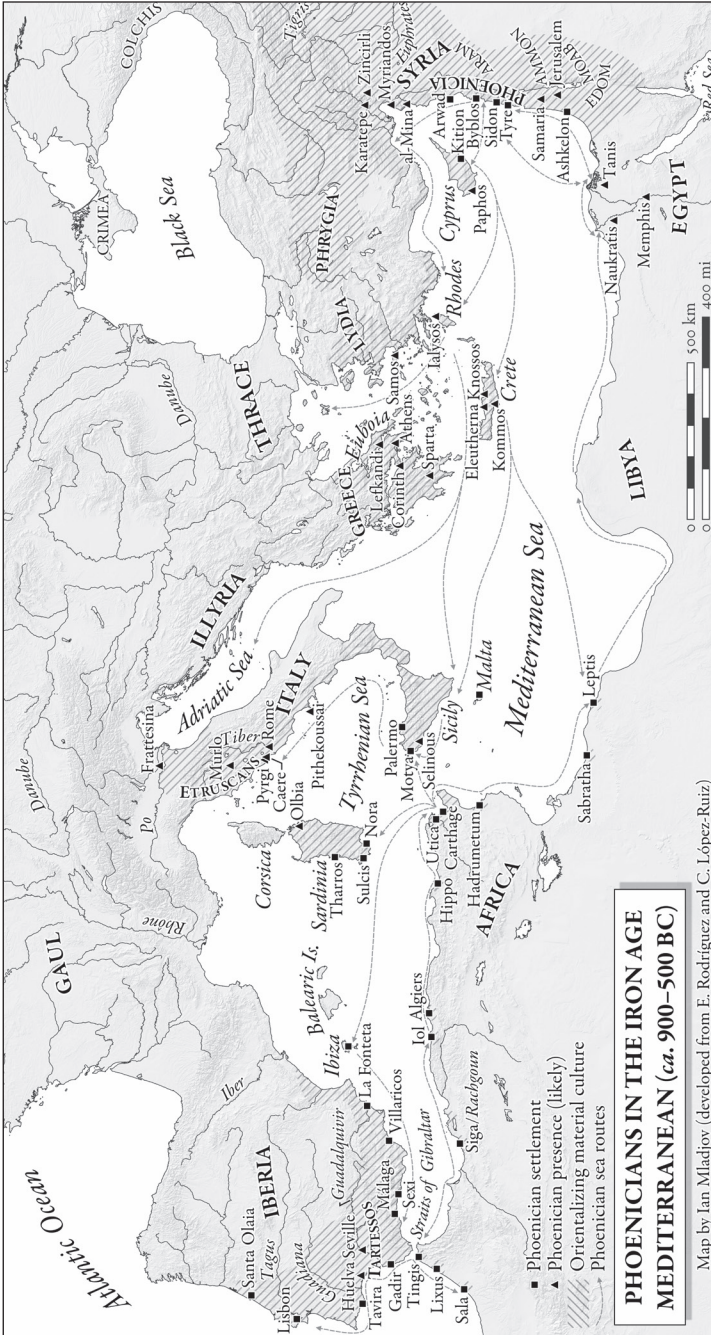 Atlantic Ocean
GAUL
Rhone
Danube
Po
Frattesina
Adriatic Sea
ILLYRIA
Danube
THRACE
CRIMEA
Black Sea
COLCHIS
IBERIA
Santa Olaia
Tagus
Lisbon
Guadiana
Iber
Guadalquivir
Huelva
Seville
Tavira
TARTESSOS
Gadir
Málaga
Sexi
Villaricos
La Fonteta
Tingis
Straits of Gibraltar
Lixus
Sala
Ibiza
Balearic Is.
Siga/Rachgoun
Iol
Algiers
Corsica
Olbia
Sardinia
Tharros
Sulcis
Nora
ETRUSCANS
Murlo
Tiber
Pyrgi
Rome
Caere
ITALY
Pithekoussai
Tyrrhenian Sea
Palermo
Motya
Selinous
Sicily
Malta
Utica
Carthage
Hippo
Hadrumetum
AFRICA
Sabratha
Leptis
Mediterranean Sea
GREECE
Euboia
Lefkandi
Athens
Corinth
Sparta
Samos
LYDIA
PHRYGIA
Ialysos
Rhodes
Eleutherna
Knossos
Kommos
Crete
LIBYA
Tigris
Euphrates
Zincirli
Karatepe
Myriandos
SYRIA
al-Mina
ARAM
PHOENICIA
Arwad
Kition
Byblos
Cyprus
Paphos
Sidon
Tyre
AMMON
Samaria
Jerusalem
MOAB
Ashkelon
EDOM
Tanis
Naukratis
Memphis
EGYPT
Red Sea
0 500 km
0 400 mi
Phoenician settlement
Phoenician presence (likely)
Orientalizing material culture
Phoenician sea routes
PHOENICIANS IN THE IRON AGE
MEDITERRANEAN (ca. 900–500 BC)
Map by Ian Mladjov (developed from E. Rodríguez and C. López-Ruiz)